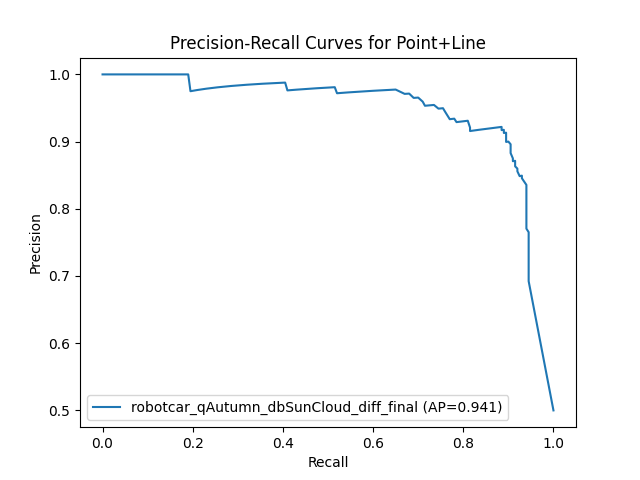 Precision-Recall Curves for Point+Line
Precision
1.0
0.9
0.8
0.7
0.6
0.5
robotcar_qAutumn_dbSunCloud_diff_final (AP=0.941)
0.0 0.2 0.4 0.6 0.8 1.0
Recall